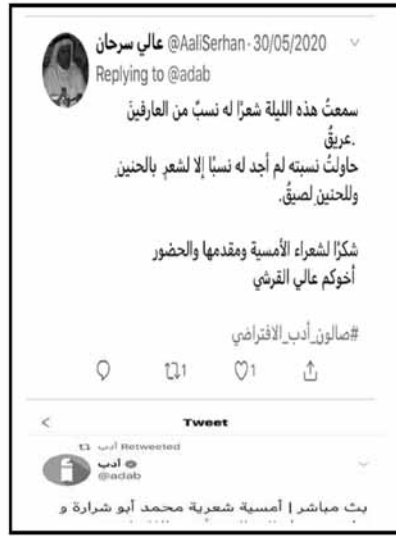 عالي سرحان @AaliSerhan · 30/05/2020
Replying to @adab
سمعتُ هذه الليلة شعرًا له نسبٌ من العارفينَ
.عريقُ
حاولتُ نسبته لم أجد له نسبًا إلا لشعرٍ بالحنينِ
وللحنينِ لصيقُ.
شكرًا لشعراء الأمسية ومقدمها والحضور
أخوكم عالي القرشي
#صالون_أدب_الافتراضي
1 1
Tweet
أدب Retweeted
أدب
@adab
بث مباشر | أمسية شعرية محمد أبو شرارة و